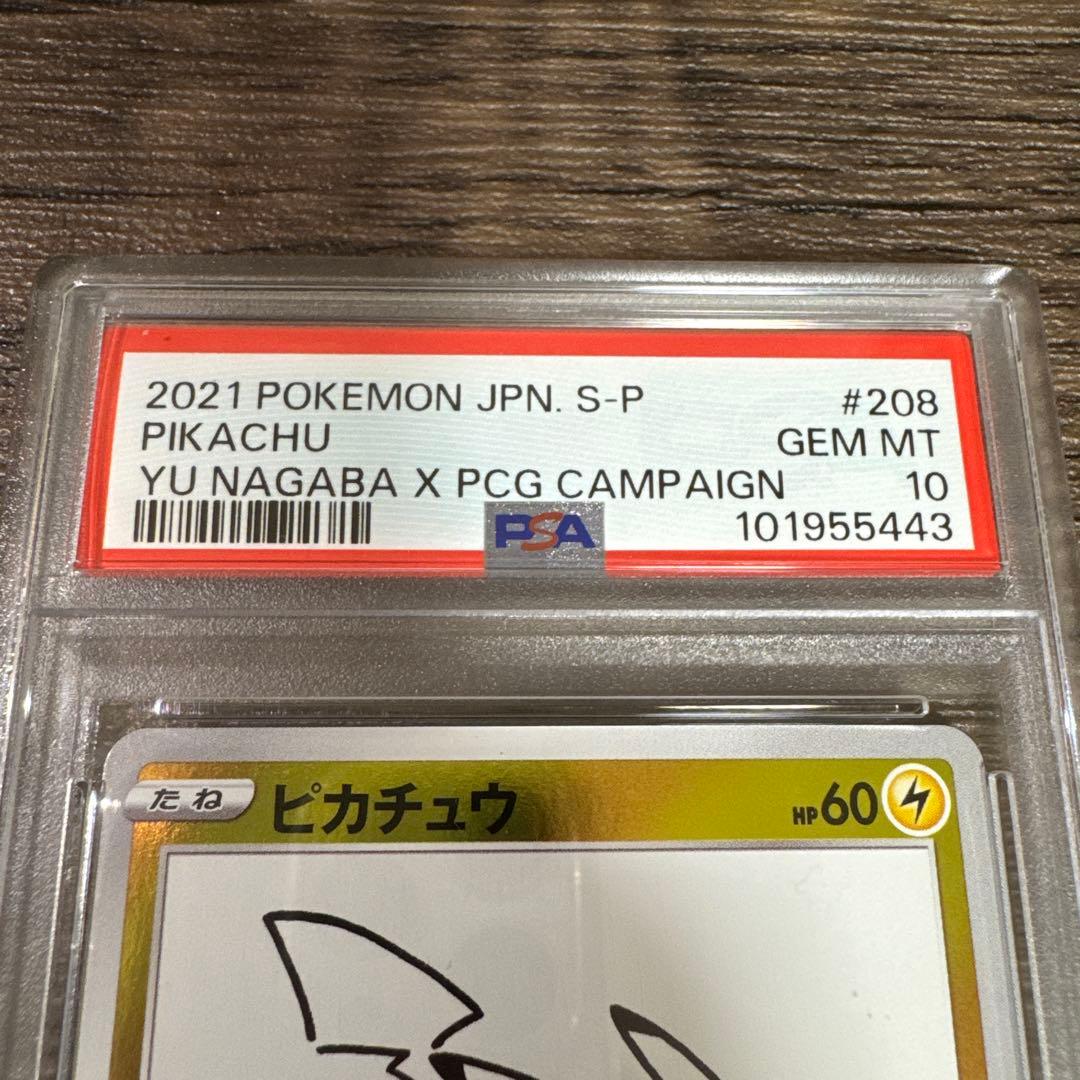 2021 POKEMON JPN. S-P #208
PIKACHU GEM MT
YU NAGABA X PCG CAMPAIGN 10
PSA 101955443
たね ピカチュウ HP60